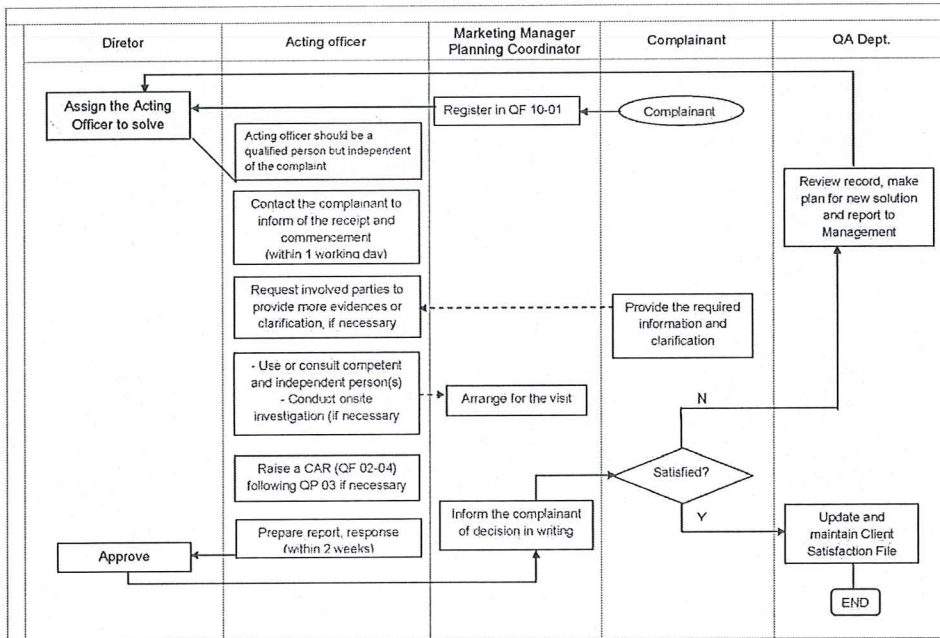 Diretor
Acting officer
Marketing Manager
Planning Coordinator
Complainant
QA Dept.
Assign the Acting
Officer to solve
Register in QF 10-01
Complainant
Acting officer should be a
qualified person but independent
of the complaint
Contact the complainant to
inform of the receipt and
commencement
(within 1 working day)
Review record, make
plan for new solution
and report to
Management
Request involved parties to
provide more evidences or
clarification, if necessary
Provide the required
information and
clarification
- Use or consult competent
and independent person(s)
- Conduct onsite
investigation (if necessary
Arrange for the visit
N
Satisfied?
Y
Raise a CAR (QF 02-04)
following QP 03 if necessary
Inform the complainant
of decision in writing
Update and
maintain Client
Satisfaction File
Prepare report, response
(within 2 weeks)
Approve
END